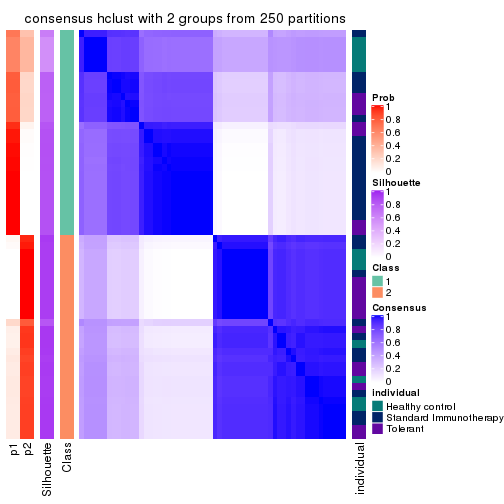 consensus hclust with 2 groups from 250 partitions
Prob
1
0.8
0.6
0.4
0.2
0
Silhouette
1
0.8
0.6
0.4
0.2
0
Class
1
2
Consensus
1
0.8
0.6
0.4
0.2
0
individual
Healthy control
Standard Immunotherapy
Tolerant
p1
p2
Silhouette
Class
individual